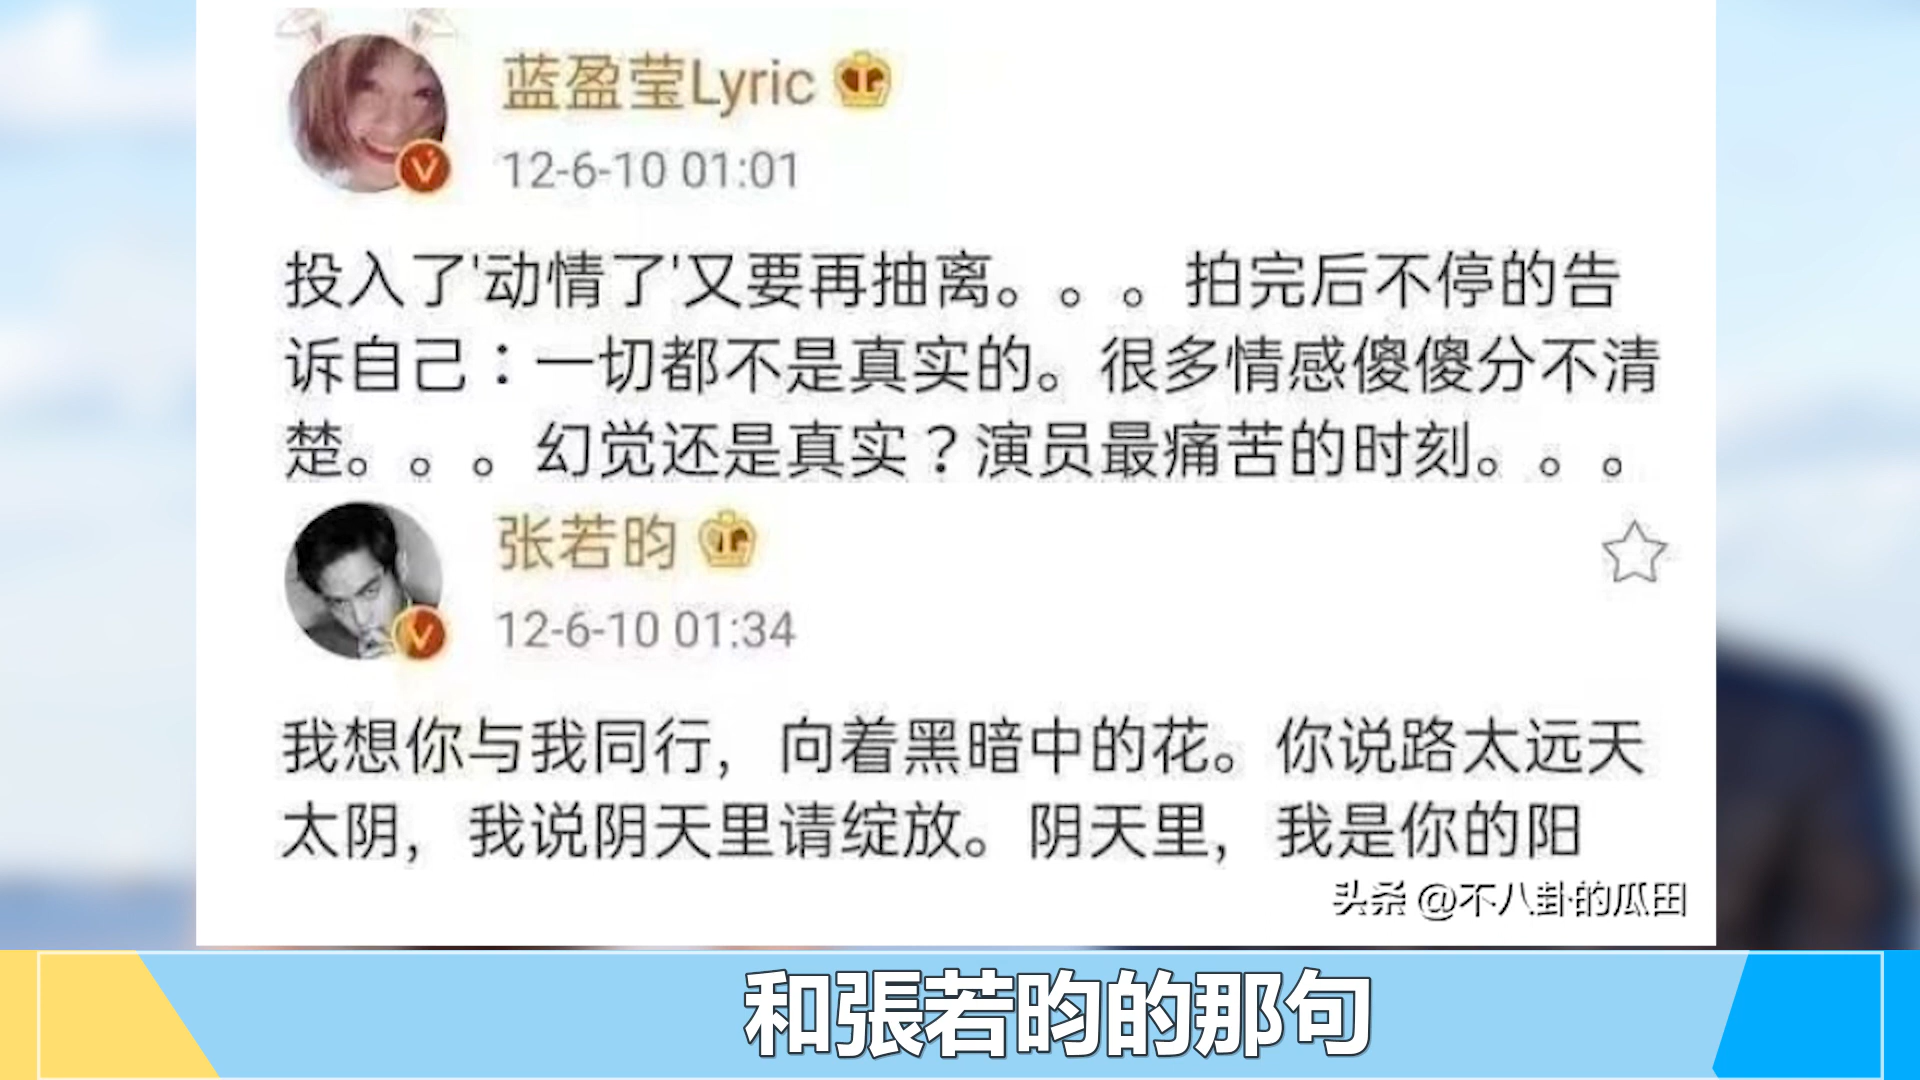 蓝盈莹Lyric
12-6-10 01:01
投入了'动情了'又要再抽离。。。拍完后不停的告
诉自己：一切都不是真实的。很多情感傻傻分不清
楚。。。幻觉还是真实？演员最痛苦的时刻。。。
张若昀
12-6-10 01:34
我想你与我同行，向着黑暗中的花。你说路太远天
太阴，我说阴天里请绽放。阴天里，我是你的阳
头条 @不八卦的瓜田
和張若昀的那句